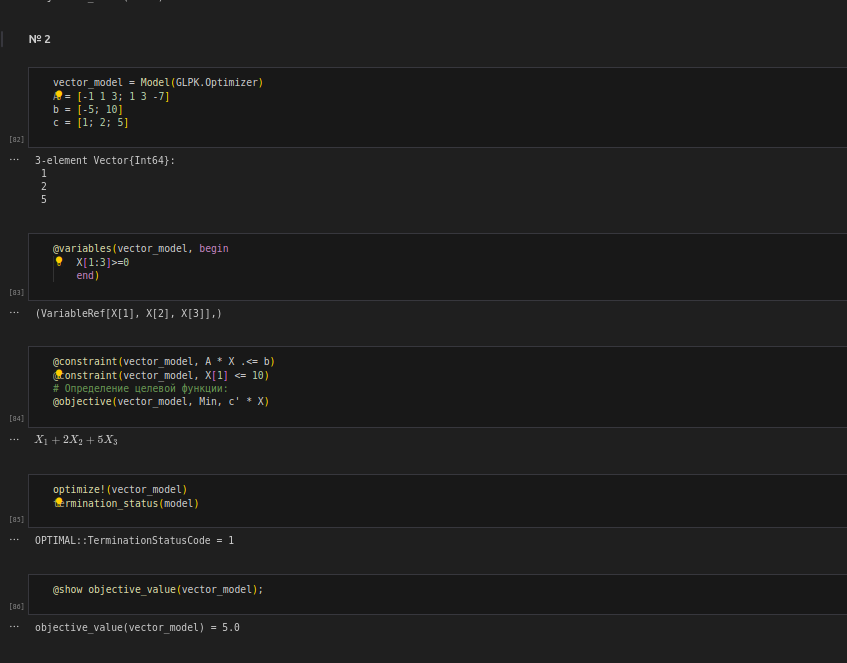 № 2
vector_model = Model(GLPK.Optimizer)
A = [-1 1 3; 1 3 -7]
b = [-5; 10]
c = [1; 2; 5]
[82]
... 3-element Vector{Int64}:
1
2
5
@variables(vector_model, begin
X[1:3]>=0
end)
[83]
... (VariableRef[X[1], X[2], X[3]],)
@constraint(vector_model, A * X .<= b)
@constraint(vector_model, X[1] <= 10)
# Определение целевой функции:
@objective(vector_model, Min, c' * X)
[84]
... X₁ + 2X₂ + 5X₃
optimize!(vector_model)
termination_status(model)
[85]
... OPTIMAL::TerminationStatusCode = 1
@show objective_value(vector_model);
[86]
... objective_value(vector_model) = 5.0